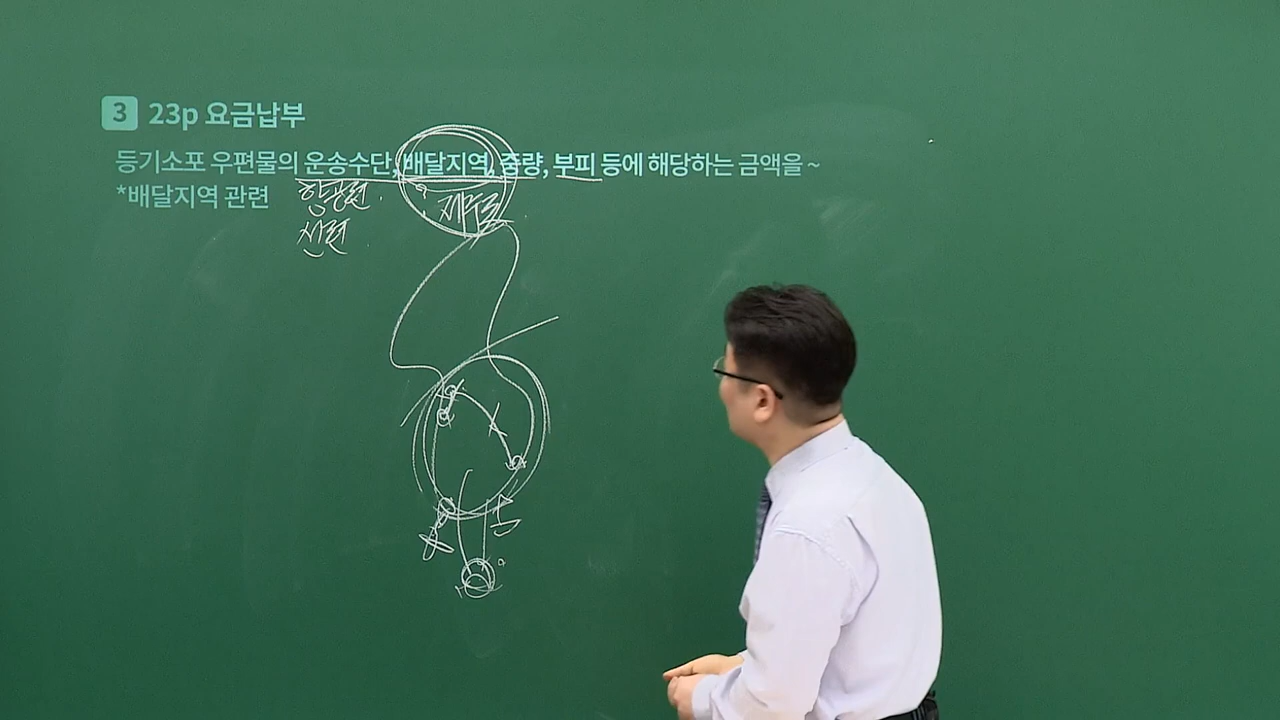 3 23p 요금납부
등기소포 우편물의 운송수단, 배달지역, 중량, 부피 등에 해당하는 금액을 ~
*배달지역 관련
항공편
제주도
선편